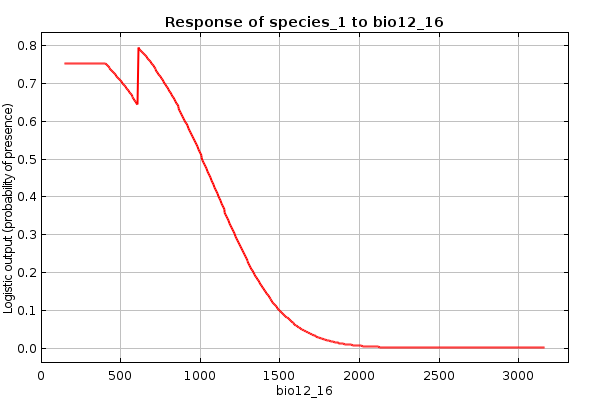 Response of species_1 to bio12_16
Logistic output (probability of presence)
0.8
0.7
0.6
0.5
0.4
0.3
0.2
0.1
0.0
0 500 1000 1500 2000 2500 3000
bio12_16